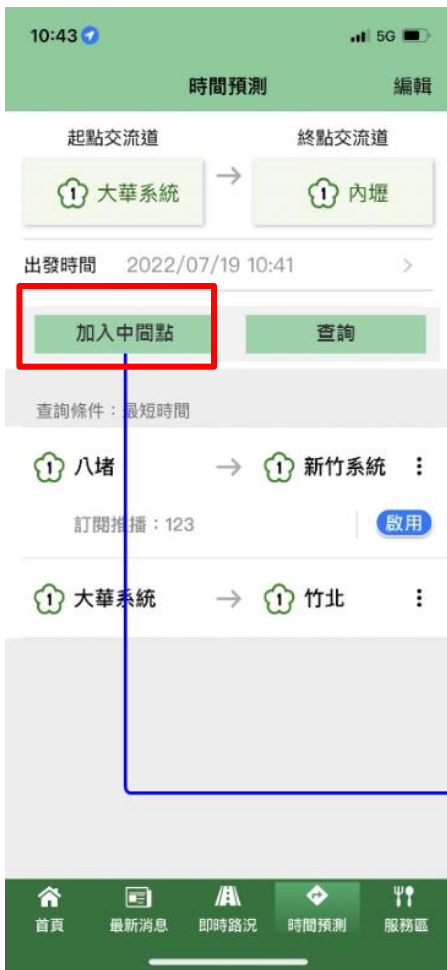 10:43 5G
時間預測 編輯
起點交流道 終點交流道
1 大華系統 → 1 內壢
出發時間 2022/07/19 10:41 >
加入中間點 查詢
查詢條件：最短時間
1 八堵 → 1 新竹系統
訂閱推播：123 啟用
1 大華系統 → 1 竹北
首頁 最新消息 即時路況 時間預測 服務區